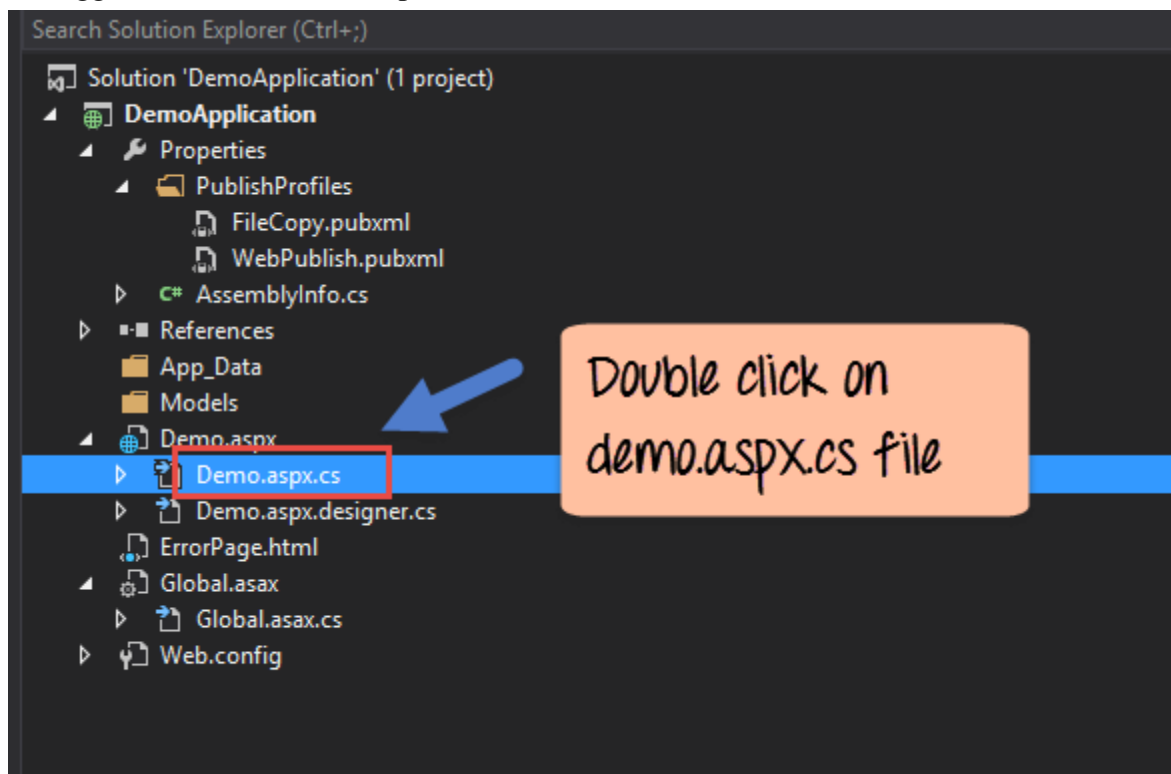 Search Solution Explorer (Ctrl+;)
Solution 'DemoApplication' (1 project)
DemoApplication
Properties
PublishProfiles
FileCopy.pubxml
WebPublish.pubxml
C# AssemblyInfo.cs
References
App_Data
Models
Demo.aspx
Demo.aspx.cs
Demo.aspx.designer.cs
ErrorPage.html
Global.asax
Global.asax.cs
Web.config
Double click on
demo.aspx.cs file